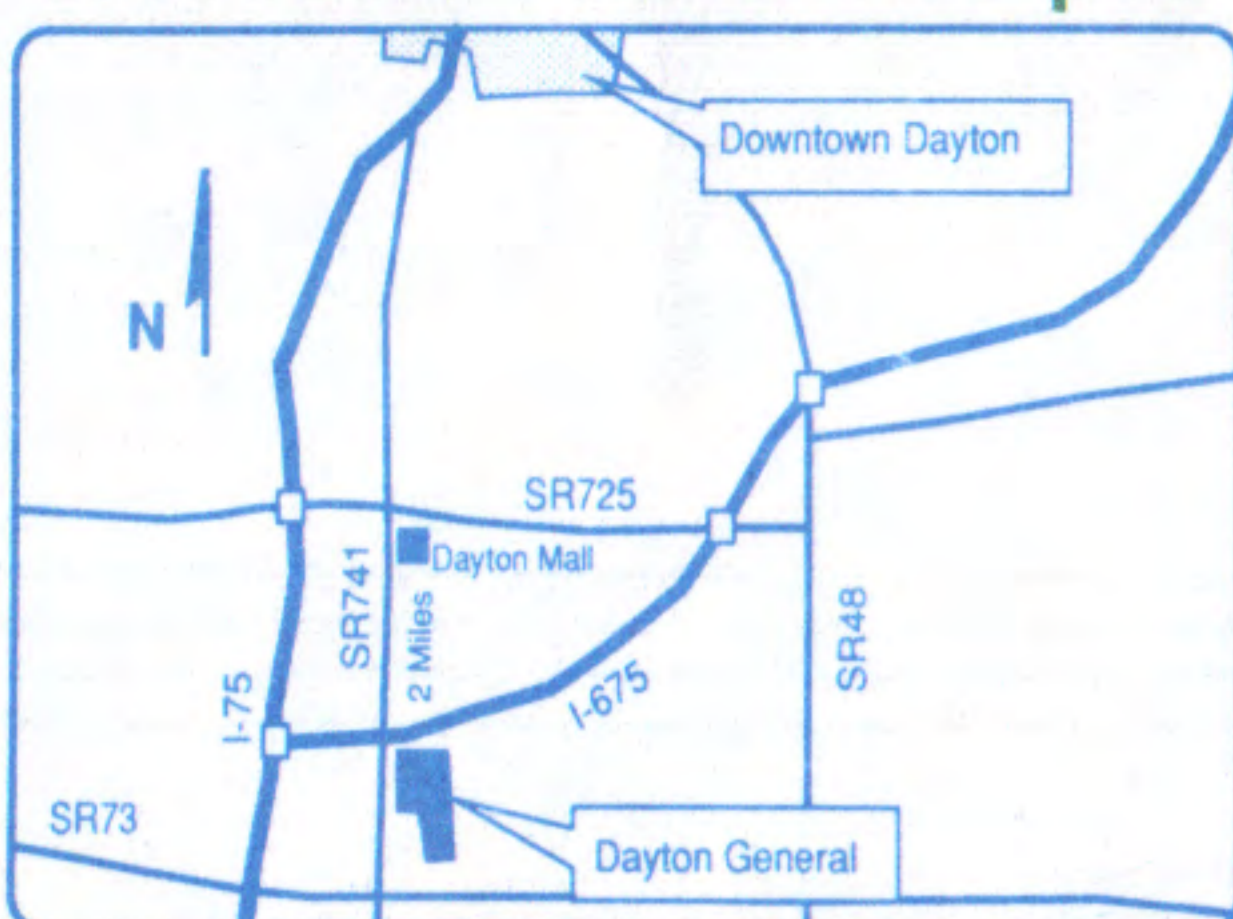 Downtown Dayton
N
SR725
Dayton Mall
SR741
2 Miles
SR48
I-75
I-675
SR73
Dayton General